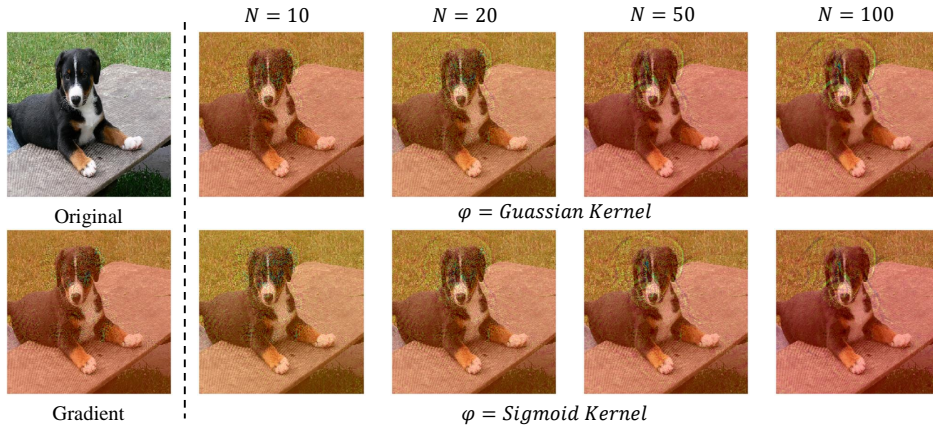 N = 10 N = 20 N = 50 N = 100
Original
φ = Guassian Kernel
Gradient
φ = Sigmoid Kernel